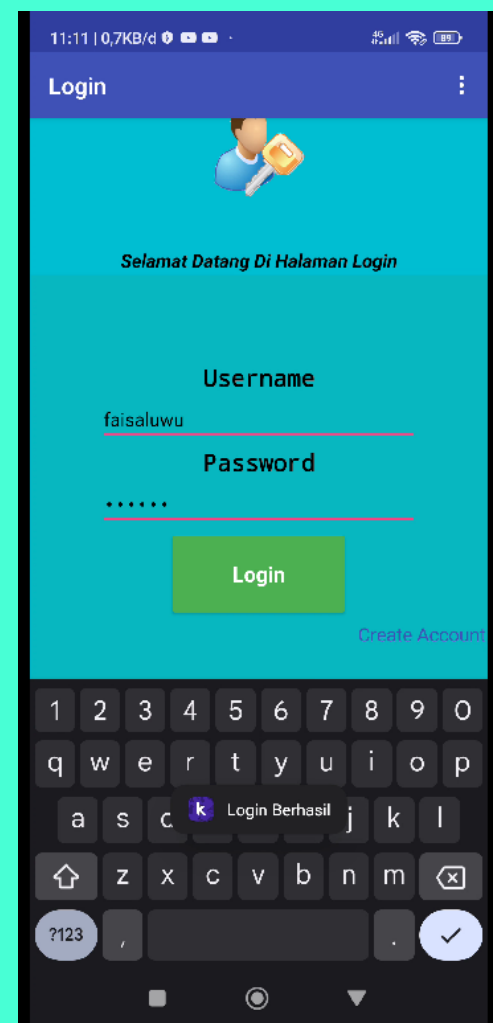 11:11 | 0,7KB/d
89
Login
Selamat Datang Di Halaman Login
Username
faisaluwu
Password
Login
Create Account
1 2 3 4 5 6 7 8 9 0
q w e r t y u i o p
a s j k l
k Login Berhasil
z x c v b n m
?123 , .